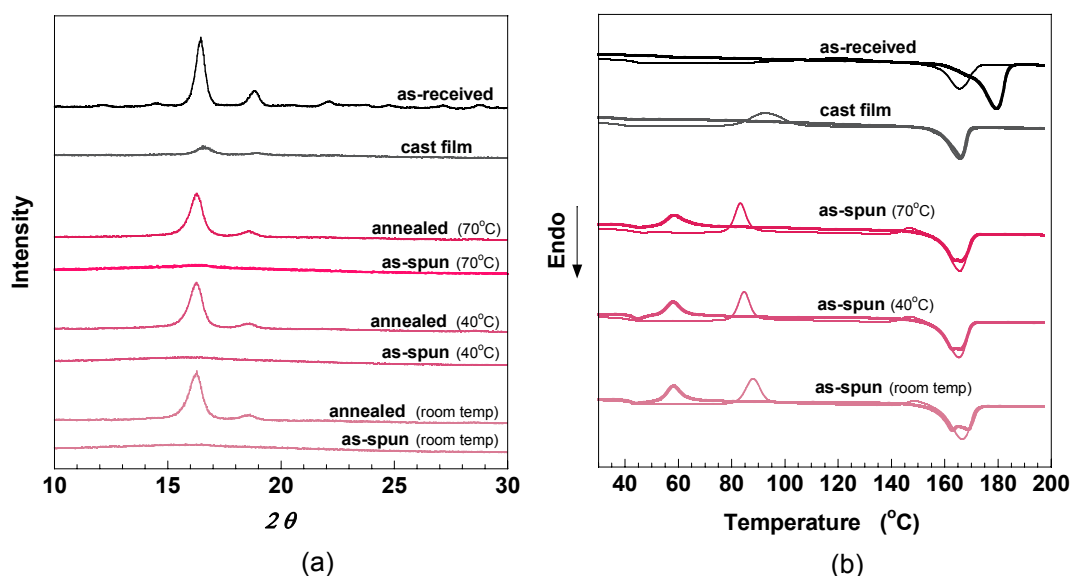 as-received
cast film
annealed (70°C)
as-spun (70°C)
annealed (40°C)
as-spun (40°C)
annealed (room temp)
as-spun (room temp)
Intensity
10 15 20 25 30
2θ
(a)
as-received
cast film
as-spun (70°C)
as-spun (40°C)
as-spun (room temp)
Endo
40 60 80 100 120 140 160 180 200
Temperature (°C)
(b)